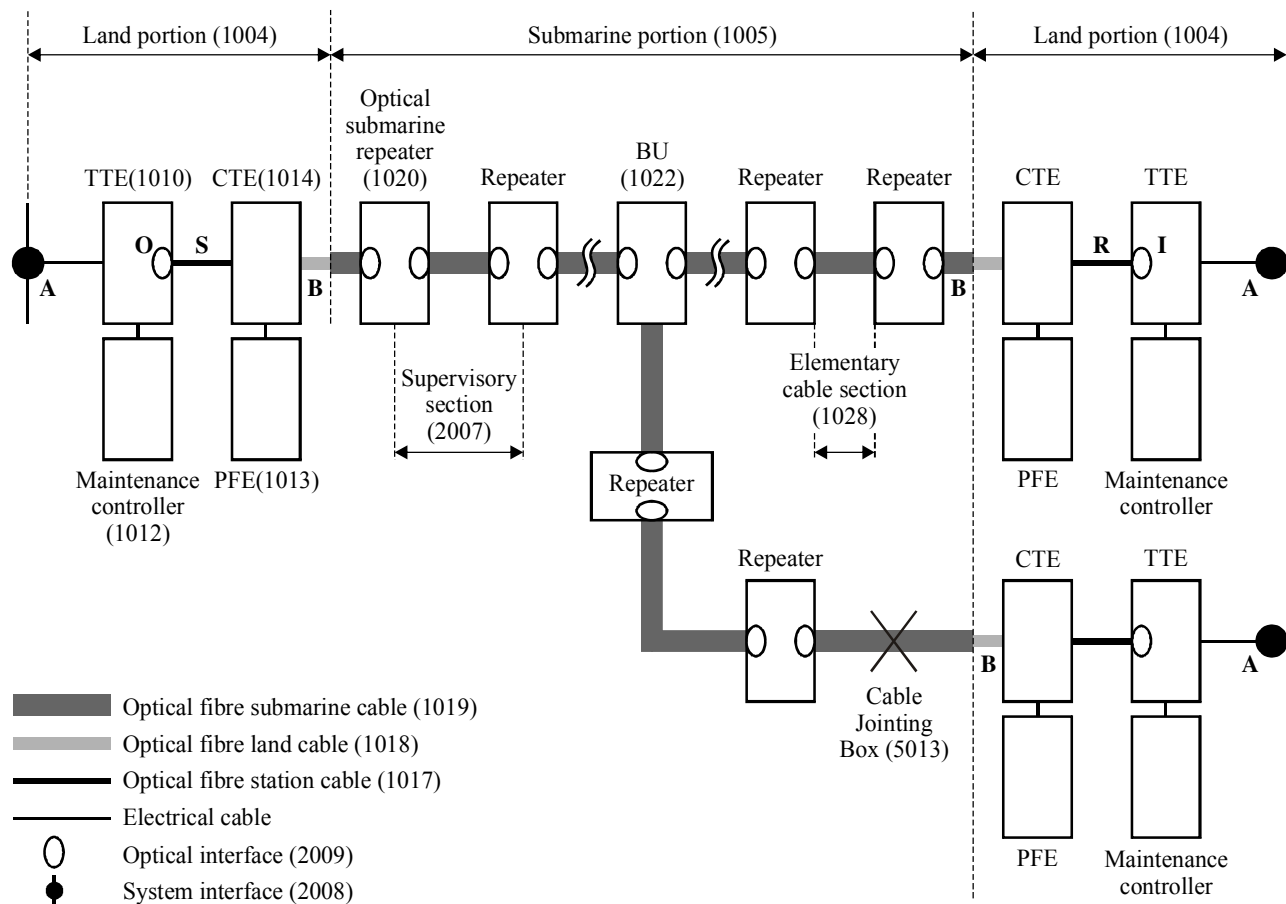 Land portion (1004)
Submarine portion (1005)
Land portion (1004)
Optical
submarine
repeater
(1020)
TTE(1010)
CTE(1014)
Repeater
BU
(1022)
Repeater
Repeater
CTE
TTE
O
S
R
I
A
B
B
A
Supervisory
section
(2007)
Elementary
cable section
(1028)
Maintenance
controller
(1012)
PFE(1013)
Repeater
PFE
Maintenance
controller
Repeater
CTE
TTE
B
A
Cable
Jointing
Box (5013)
PFE
Maintenance
controller
Optical fibre submarine cable (1019)
Optical fibre land cable (1018)
Optical fibre station cable (1017)
Electrical cable
Optical interface (2009)
System interface (2008)